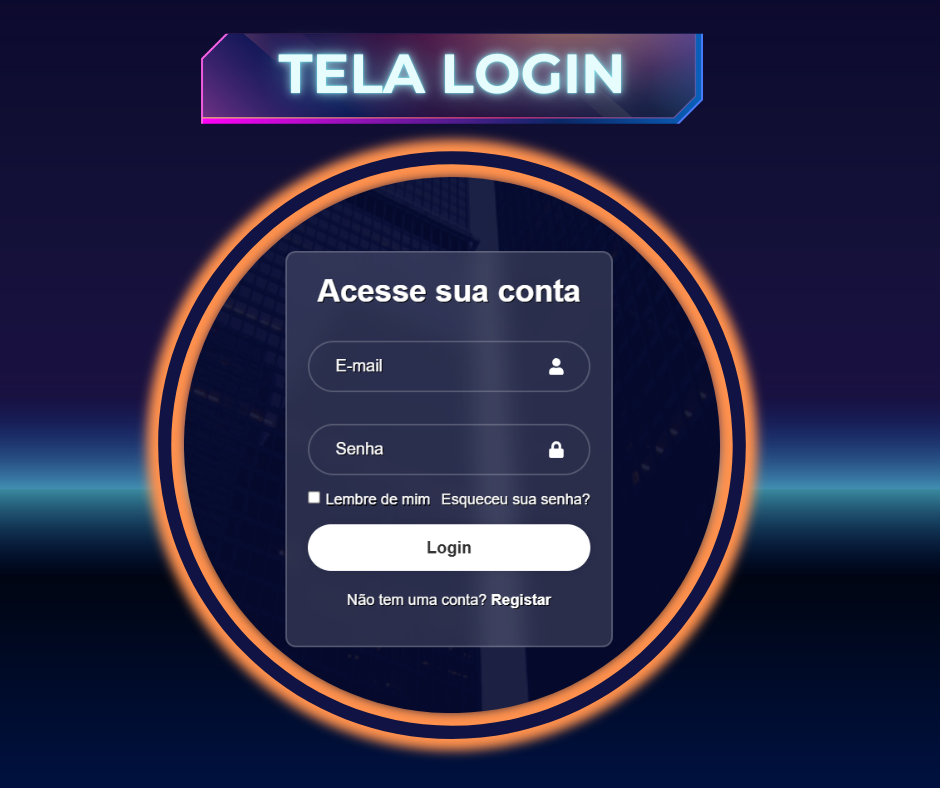 TELA LOGIN
Acesse sua conta
E-mail
Senha
Lembre de mim Esqueceu sua senha?
Login
Não tem uma conta? Registar